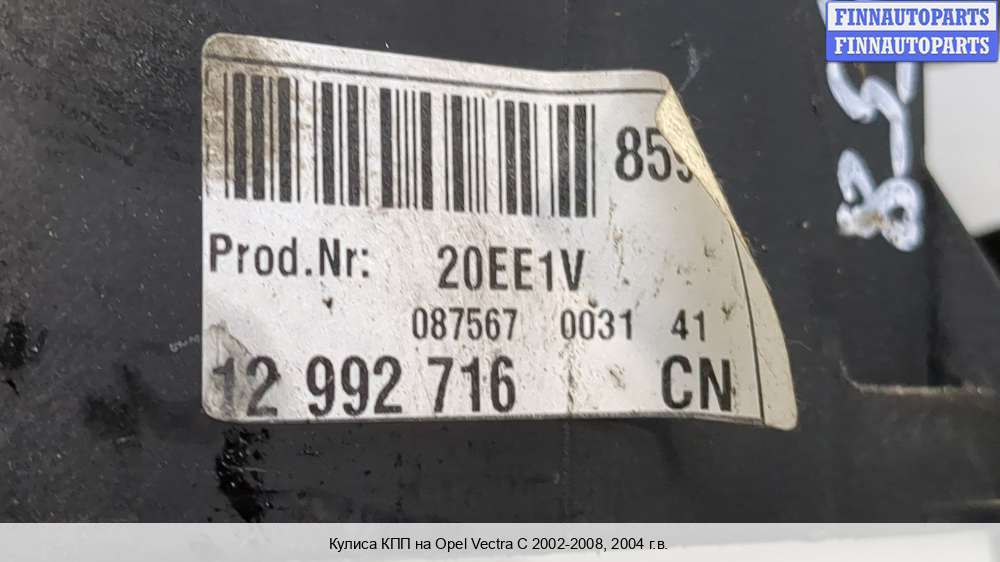 FINNAUTOPARTS
FINNAUTOPARTS
Prod.Nr: 20EE1V
087567 0031 41
12 992 716 CN
Кулиса КПП на Opel Vectra C 2002-2008, 2004 г.в.